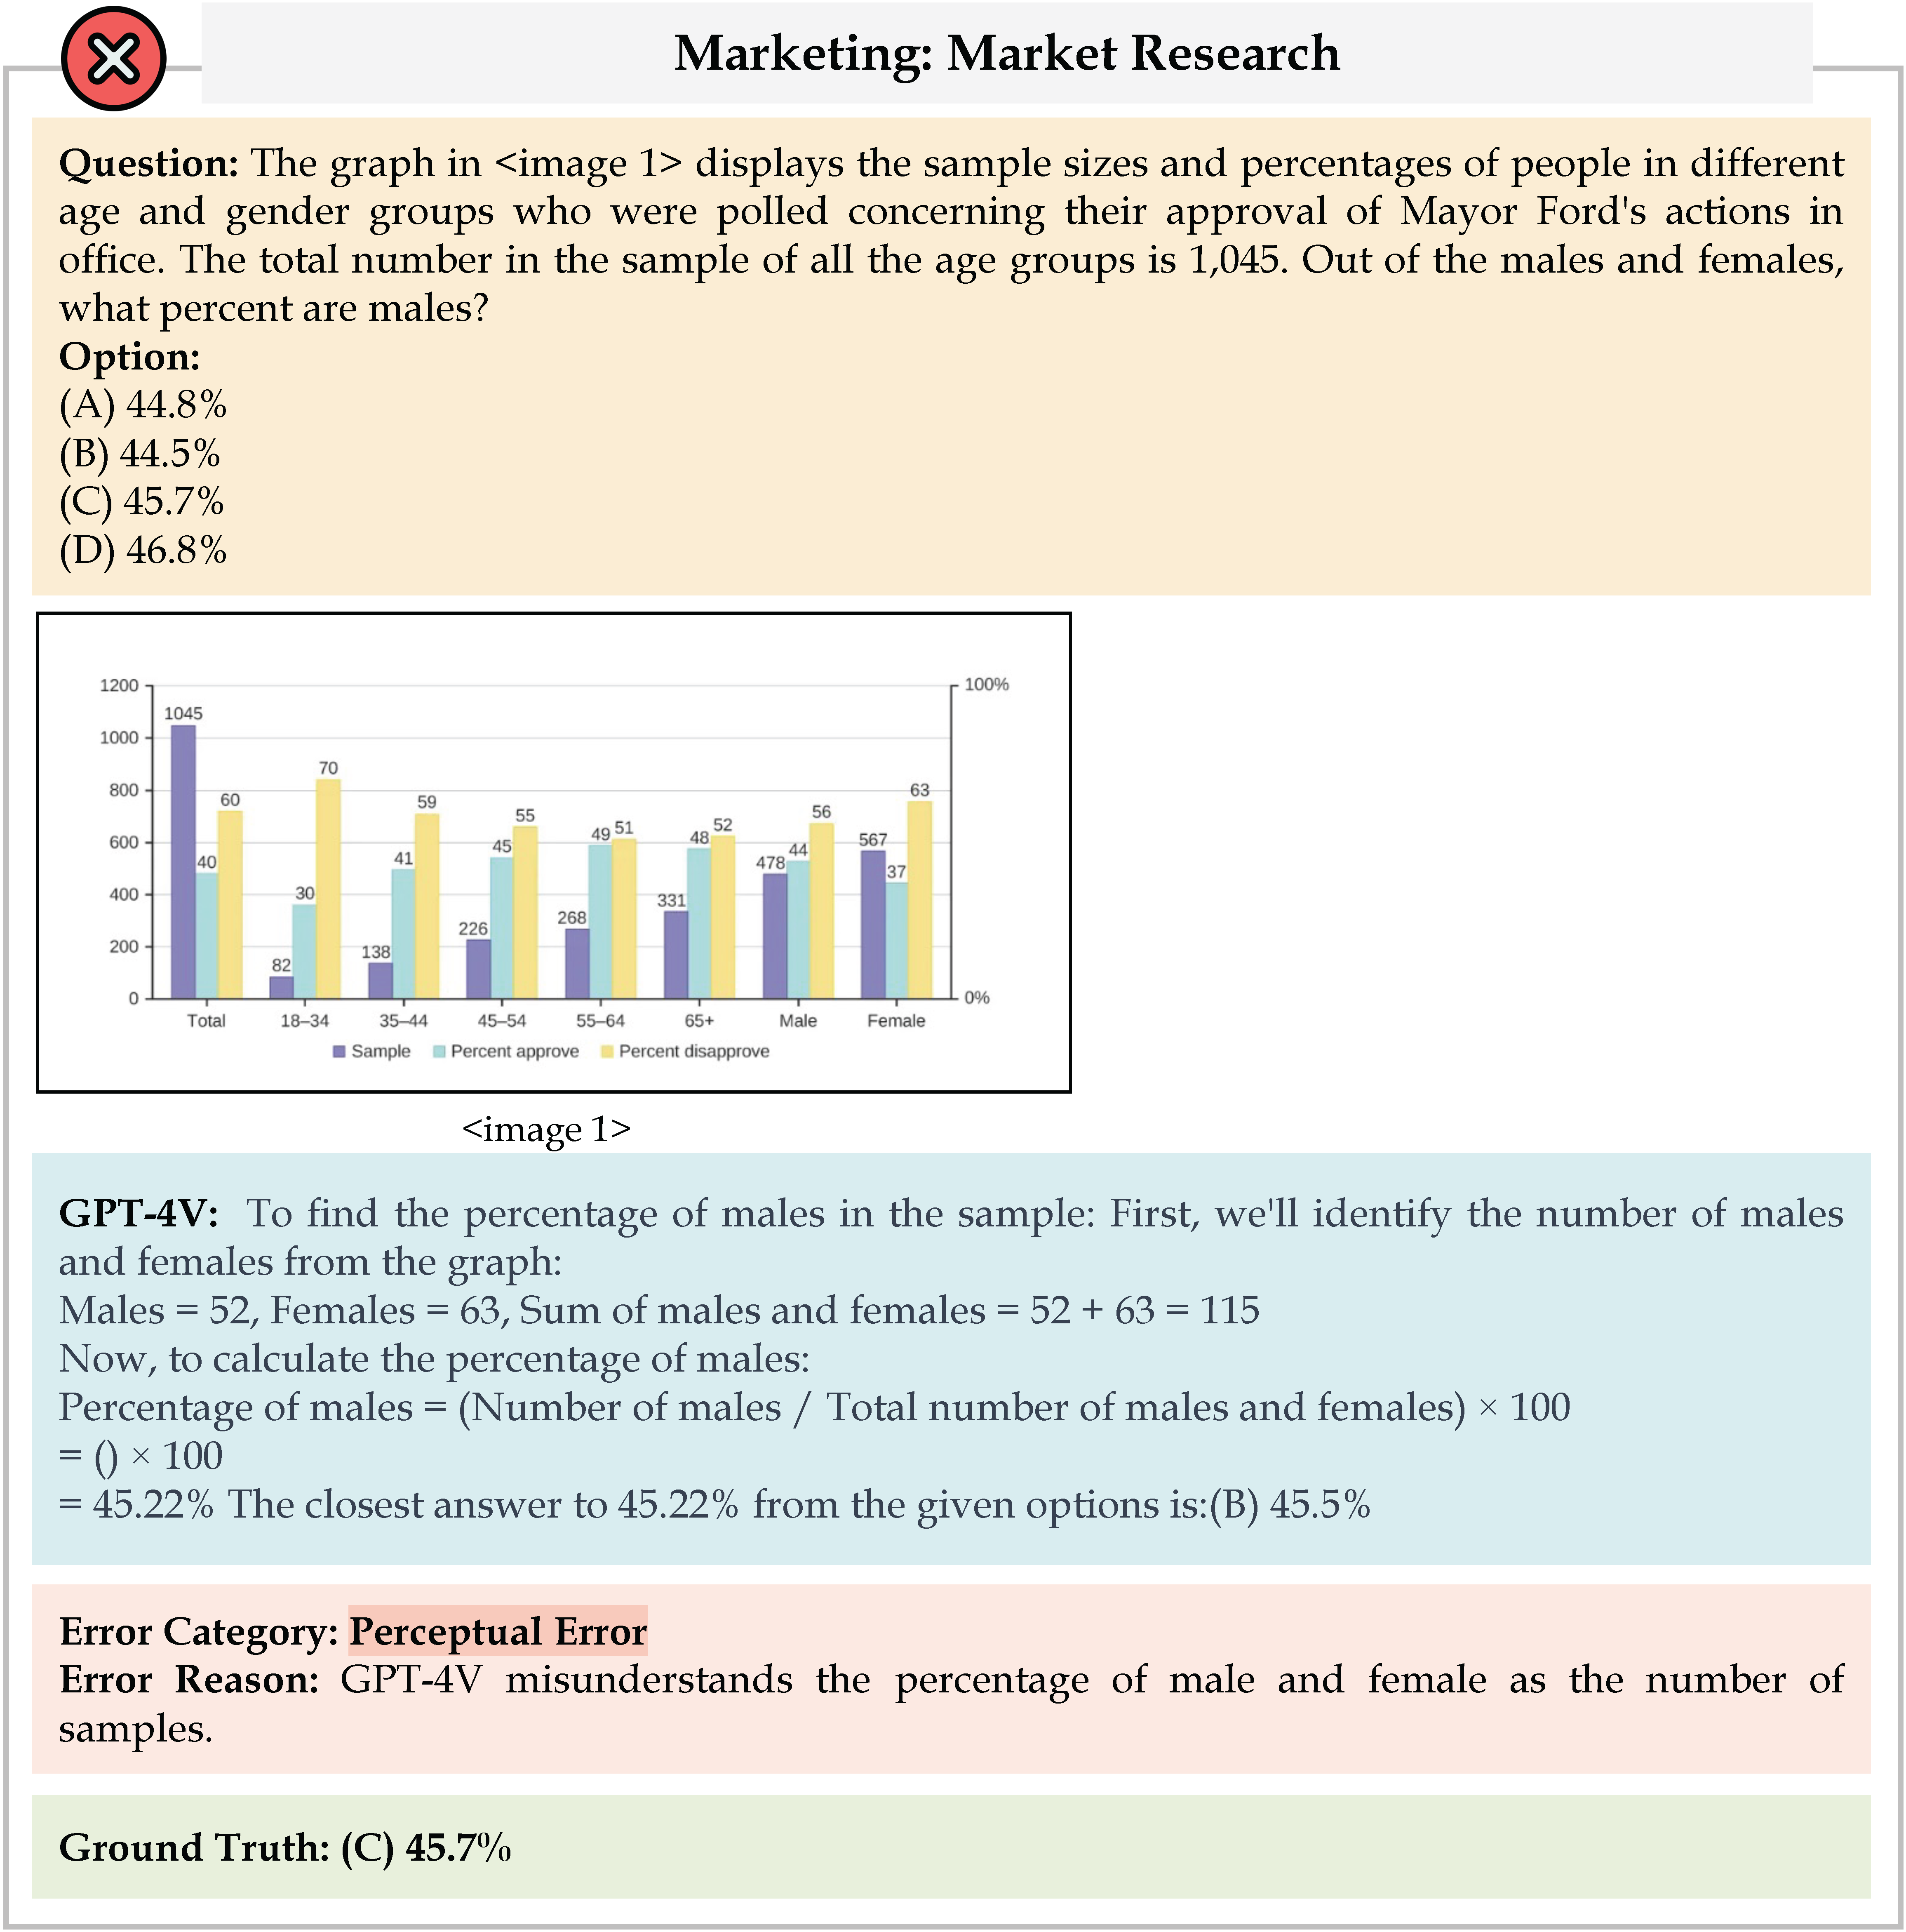 Marketing: Market Research
Question: The graph in <image 1> displays the sample sizes and percentages of people in different
age and gender groups who were polled concerning their approval of Mayor Ford's actions in
office. The total number in the sample of all the age groups is 1,045. Out of the males and females,
what percent are males?
Option:
(A) 44.8%
(B) 44.5%
(C) 45.7%
(D) 46.8%
1200
1000
800
600
400
200
0
100%
0%
1045
40
60
82
30
70
138
41
59
226
45
55
268
49
51
331
48
52
478
44
56
567
37
63
Total
18–34
35–44
45–54
55–64
65+
Male
Female
Sample
Percent approve
Percent disapprove
<image 1>
GPT-4V: To find the percentage of males in the sample: First, we'll identify the number of males
and females from the graph:
Males = 52, Females = 63, Sum of males and females = 52 + 63 = 115
Now, to calculate the percentage of males:
Percentage of males = (Number of males / Total number of males and females) × 100
= () × 100
= 45.22% The closest answer to 45.22% from the given options is:(B) 45.5%
Error Category: Perceptual Error
Error Reason: GPT-4V misunderstands the percentage of male and female as the number of
samples.
Ground Truth: (C) 45.7%